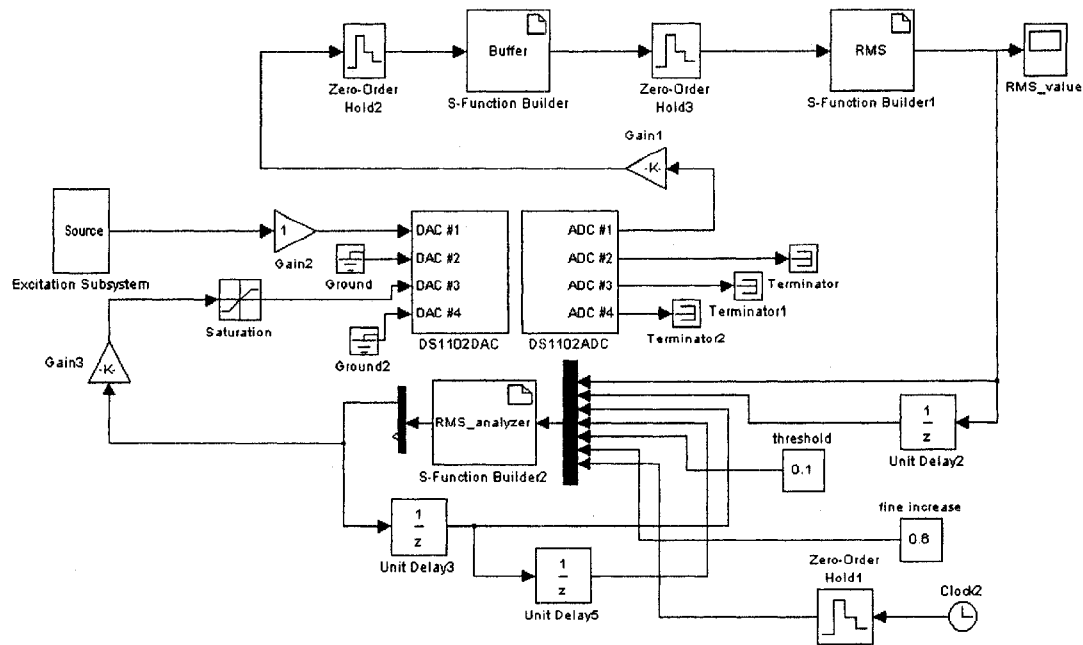 Buffer
RMS
Zero-Order
Hold2
S-Function Builder
Zero-Order
Hold3
S-Function Builder1
RMS_value
Gain1
-K-
Source
Excitation Subsystem
1
Gain2
DAC #1
DAC #2
DAC #3
DAC #4
DS1102DAC
ADC #1
ADC #2
ADC #3
ADC #4
DS1102ADC
Ground
Saturation
Ground2
Terminator
Terminator1
Terminator2
Gain3
-K-
RMS_analyzer
S-Function Builder2
1
z
Unit Delay2
threshold
0.1
fine increase
0.6
1
z
Unit Delay3
1
z
Unit Delay5
Zero-Order
Hold1
Clock2